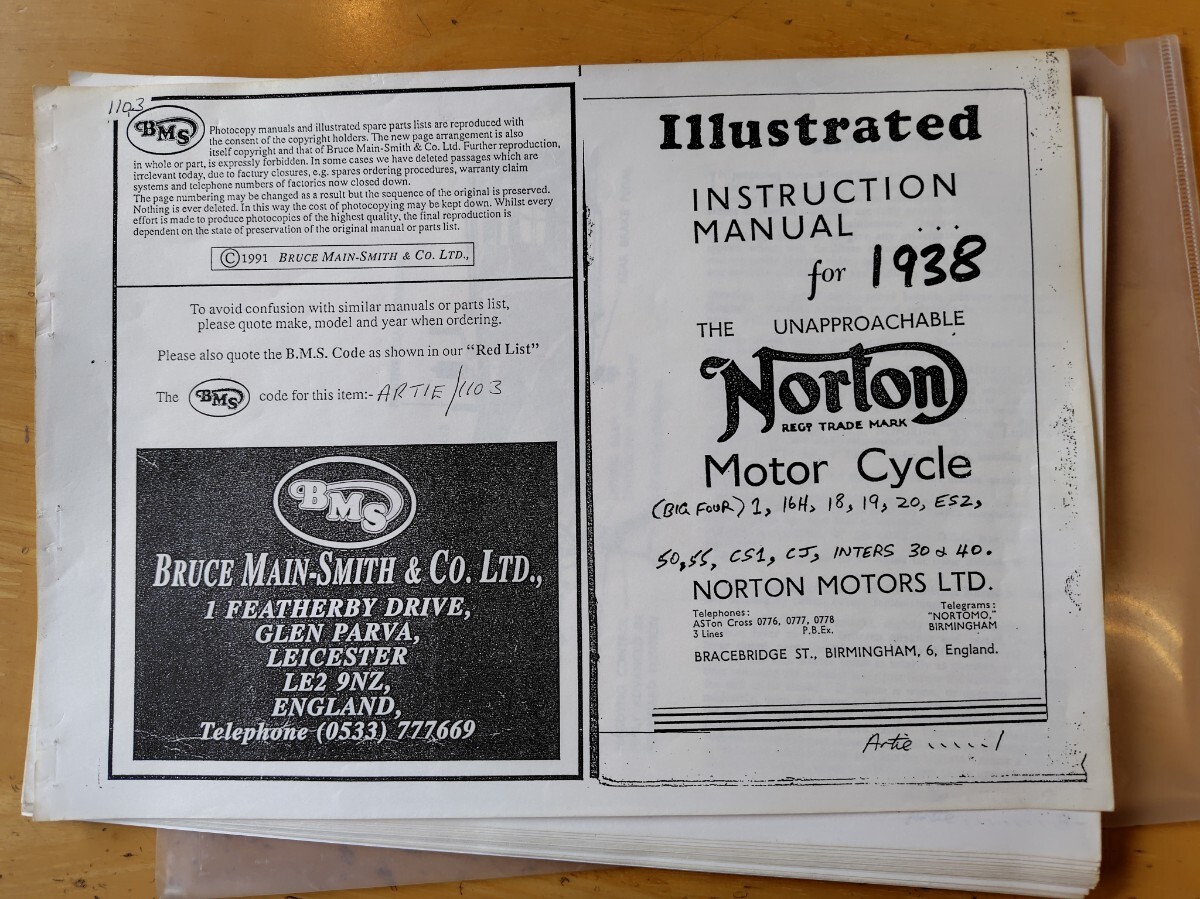 1103
BMS
Photocopy manuals and illustrated spare parts lists are reproduced with
the consent of the copyright holders. The new page arrangement is also
itself copyright and that of Bruce Main-Smith & Co. Ltd. Further reproduction,
in whole or part, is expressly forbidden. In some cases we have deleted passages which are
irrelevant today, due to factury closures, e.g. spares ordering procedures, warranty claim
systems and telephone numbers of factories now closed down.
The page numbering may be changed as a result but the sequence of the original is preserved.
Nothing is ever deleted. In this way the cost of photocopying may be kept down. Whilst every
effort is made to produce photocopies of the highest quality, the final reproduction is
dependent on the state of preservation of the original manual or parts list.
©1991 BRUCE MAIN-SMITH & CO. LTD.,
To avoid confusion with similar manuals or parts list,
please quote make, model and year when ordering.
Please also quote the B.M.S. Code as shown in our “Red List”
The BMS code for this item:- ARTIE/1103
BMS
BRUCE MAIN-SMITH & CO. LTD.,
1 FEATHERBY DRIVE,
GLEN PARVA,
LEICESTER
LE2 9NZ,
ENGLAND,
Telephone (0533) 777669
Illustrated
INSTRUCTION
MANUAL ...
for 1938
THE UNAPPROACHABLE
Norton
REGD TRADE MARK
Motor Cycle
(BIG FOUR) 1, 16H, 18, 19, 20, ES2,
50, 55, CS1, CJ, INTERS 30 & 40.
NORTON MOTORS LTD.
Telephones:
ASTon Cross 0776, 0777, 0778
3 Lines P.B.Ex.
Telegrams:
"NORTOMO,"
BIRMINGHAM
BRACEBRIDGE ST., BIRMINGHAM, 6, England.
Artie ......1